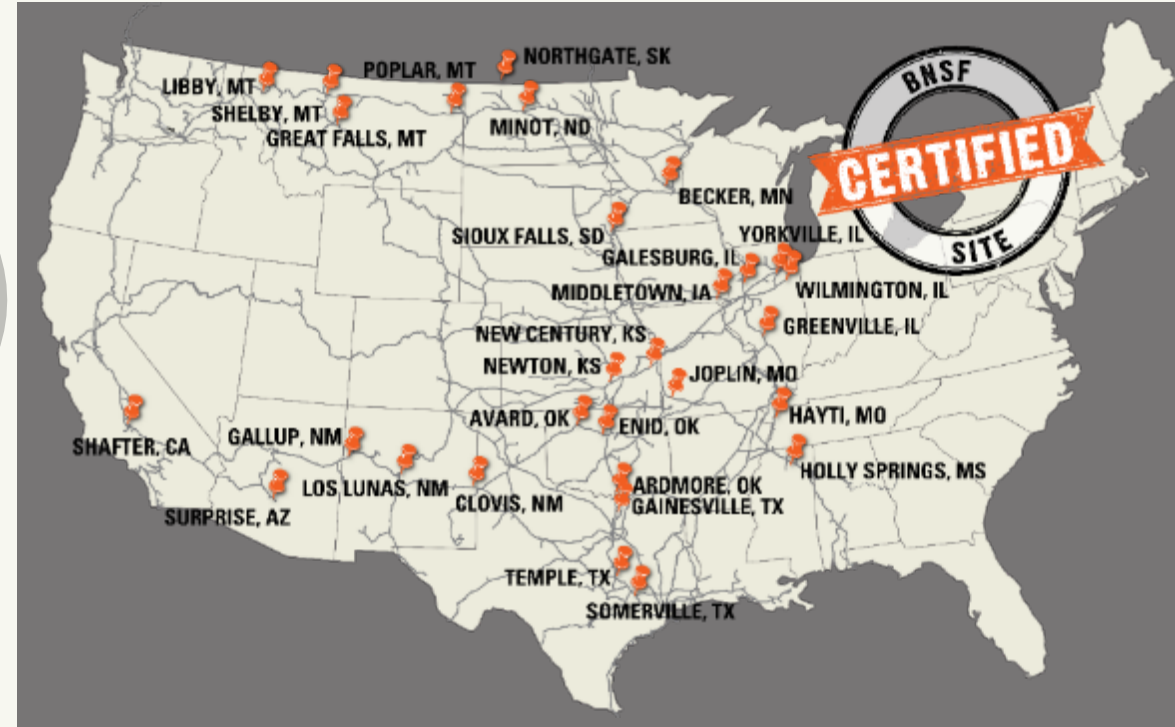 NORTHGATE, SK
POPLAR, MT
LIBBY, MT
SHELBY, MT
GREAT FALLS, MT
MINOT, ND
BNSF
CERTIFIED
SITE
BECKER, MN
SIOUX FALLS, SD
YORKVILLE, IL
GALESBURG, IL
MIDDLETOWN, IA
WILMINGTON, IL
GREENVILLE, IL
NEW CENTURY, KS
NEWTON, KS
JOPLIN, MO
AVARD, OK
ENID, OK
HAYTI, MO
SHAFTER, CA
GALLUP, NM
LOS LUNAS, NM
CLOVIS, NM
HOLLY SPRINGS, MS
ARDMORE, OK
GAINESVILLE, TX
SURPRISE, AZ
TEMPLE, TX
SOMERVILLE, TX